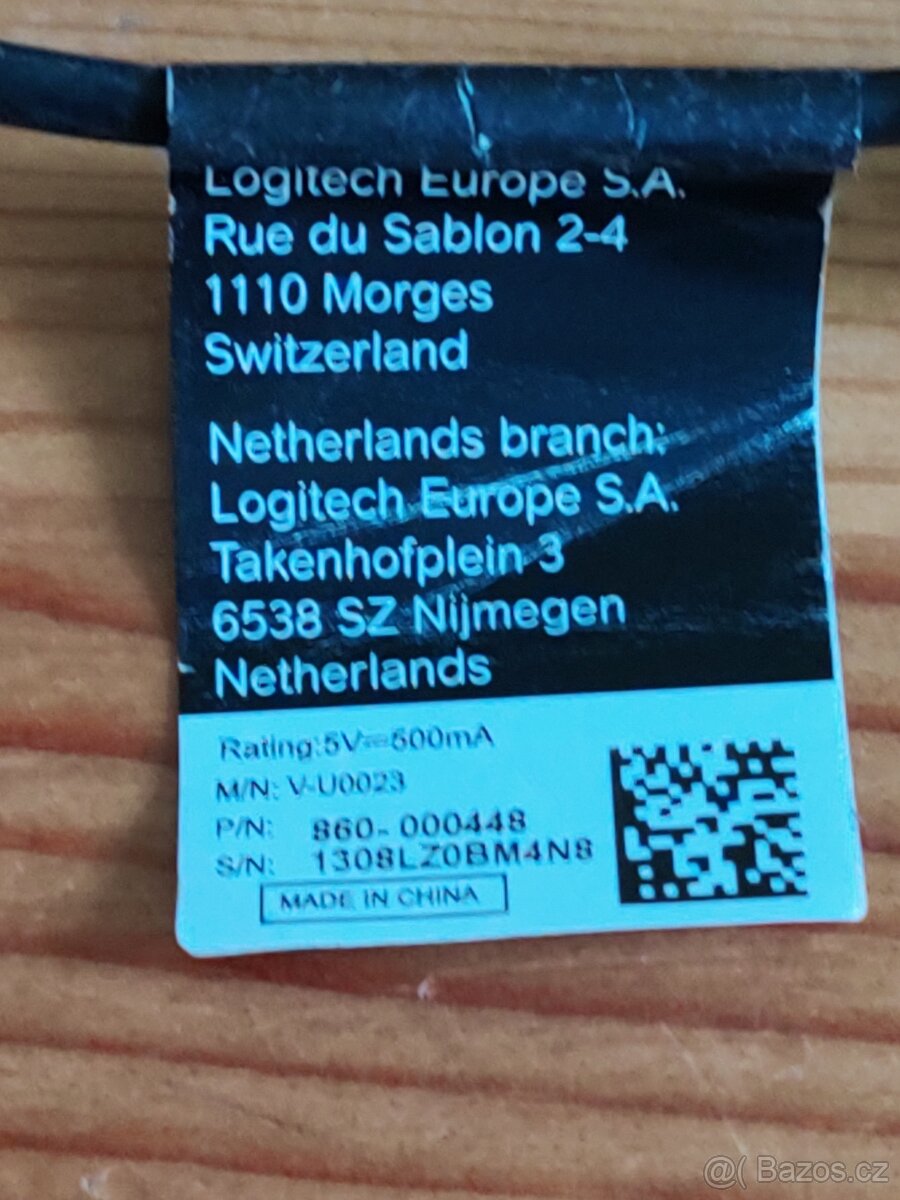 Logitech Europe S.A.
Rue du Sablon 2-4
1110 Morges
Switzerland
Netherlands branch:
Logitech Europe S.A.
Takenhofplein 3
6538 SZ Nijmegen
Netherlands
Rating:5V⎓500mA
M/N: V-U0023
P/N: 860-000448
S/N: 1308LZ0BM4N8
MADE IN CHINA
@( Bazos.cz